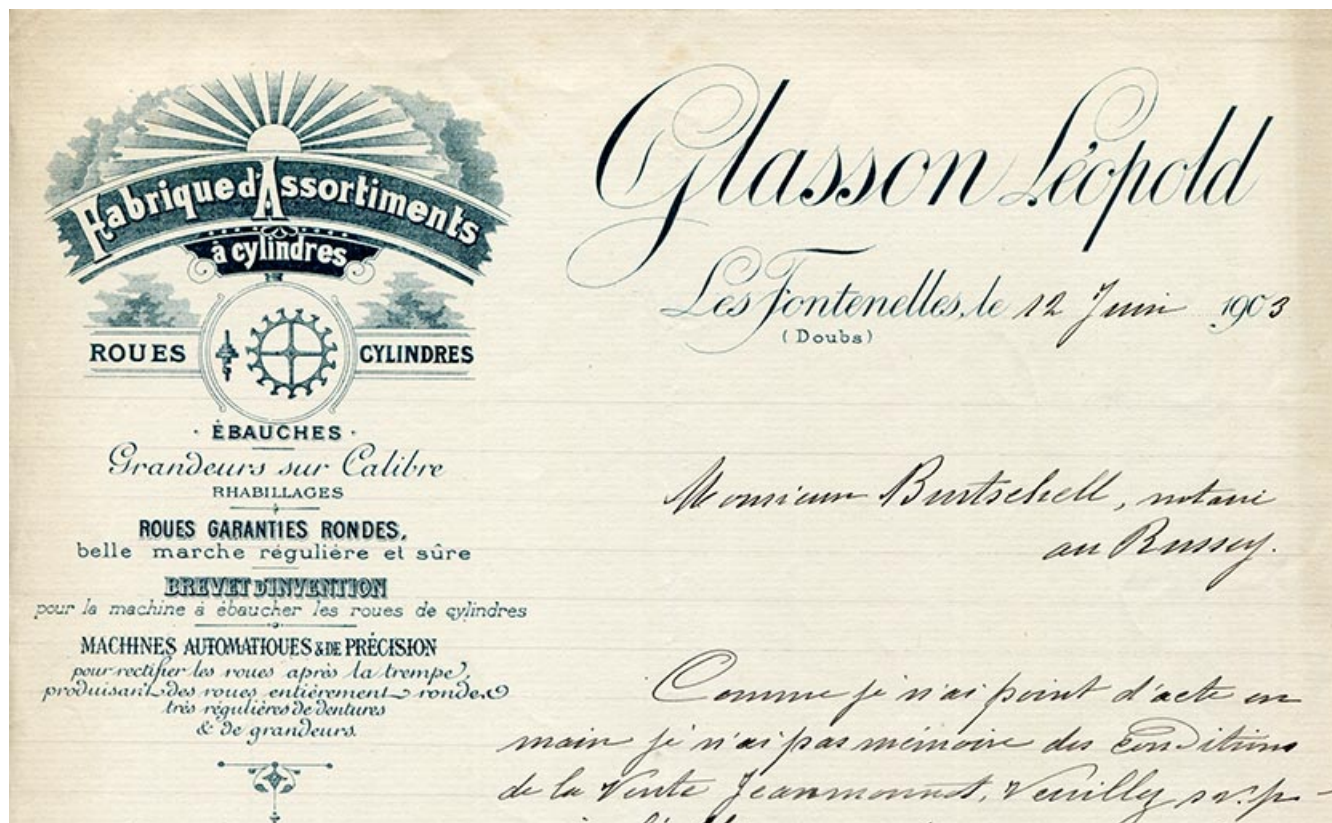 Fabrique d'Assortiments
à cylindres
ROUES
CYLINDRES
· ÉBAUCHES ·
Grandeurs sur Calibre
RHABILLAGES
ROUES GARANTIES RONDES,
belle marche régulière et sûre
BREVET D'INVENTION
pour la machine à ébaucher les roues de cylindres
MACHINES AUTOMATIQUES & DE PRÉCISION
pour rectifier les roues après la trempe,
produisant des roues entièrement rondes
très régulières de dentures
& de grandeurs.
Glasson Léopold
Les Fontenelles, le 12 Juin 1903
(Doubs)
Monsieur Burtschell, notaire
au Russey.
Comme je n'ai point d'acte en
main je n'ai pas mémoire des conditions
de la Vente Jeanmonnot, Veuillez s.v.p.